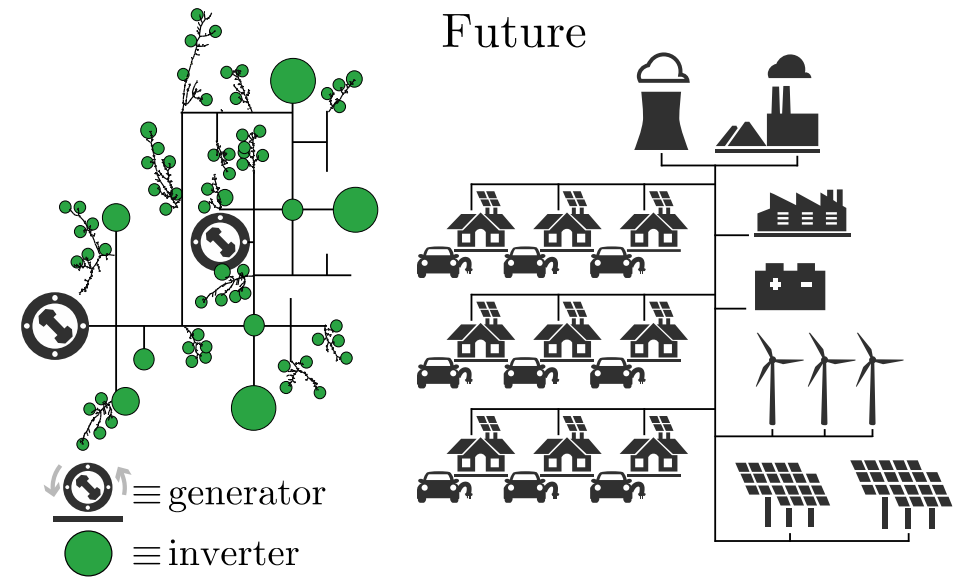 Future
≡ generator
≡ inverter